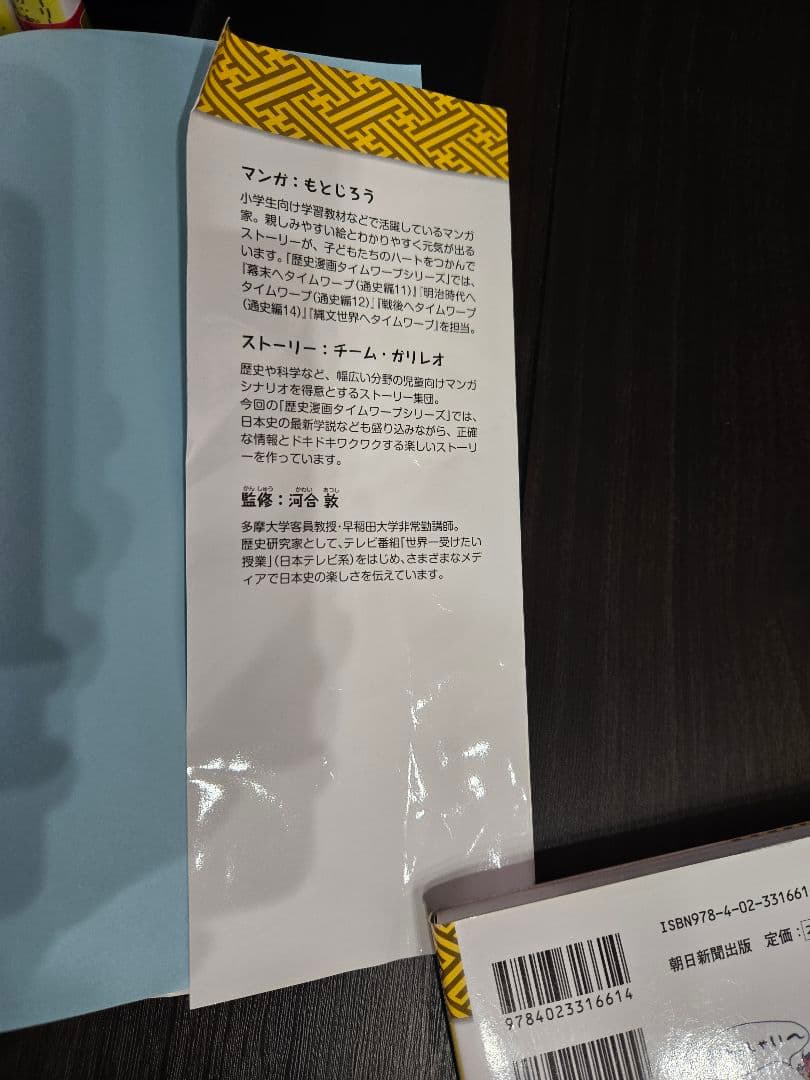 マンガ：もとじろう
小学生向け学習教材などで活躍しているマンガ
家。親しみやすい絵とわかりやすく元気が出る
ストーリーが、子どもたちのハートをつかんで
います。「歴史漫画タイムワープシリーズ」では、
『幕末へタイムワープ（通史編11）』『明治時代へ
タイムワープ（通史編12）』『戦後へタイムワープ
（通史編14）』『縄文世界へタイムワープ』を担当。
ストーリー：チーム・ガリレオ
歴史や科学など、幅広い分野の児童向けマンガ
シナリオを得意とするストーリー集団。
今回の「歴史漫画タイムワープシリーズ」では、
日本史の最新学説なども盛り込みながら、正確
な情報とドキドキワクワクする楽しいストーリ
ーを作っています。
かんしゅう かわい あつし
監修：河合 敦
多摩大学客員教授・早稲田大学非常勤講師。
歴史研究家として、テレビ番組「世界一受けたい
授業」（日本テレビ系）をはじめ、さまざまなメデ
ィアで日本史の楽しさを伝えています。
ISBN978-4-02-331661
朝日新聞出版 定価：
9784023316614
しゃい〜